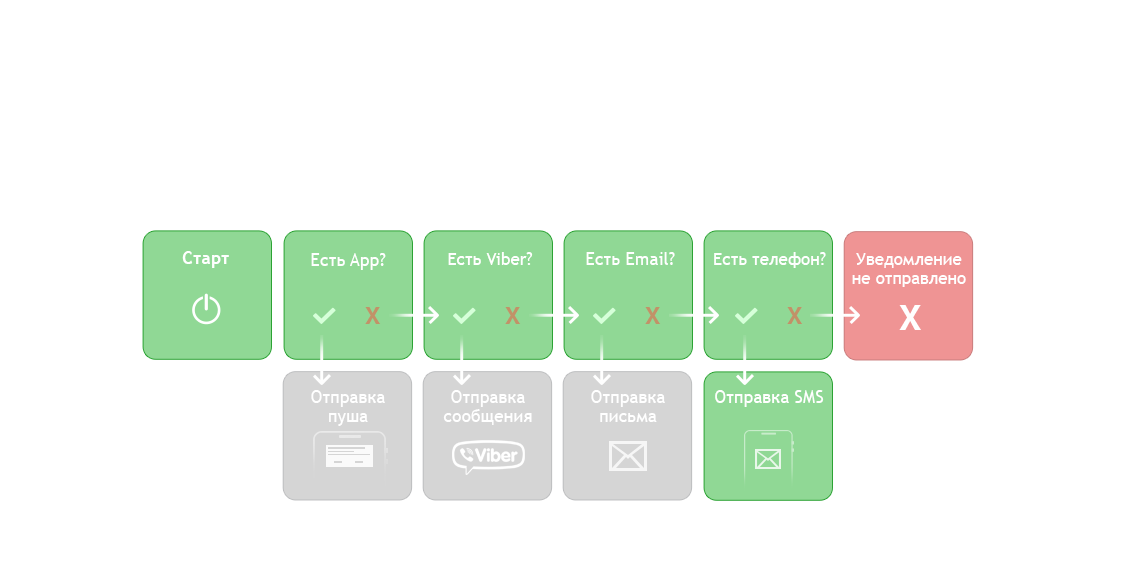 Старт
Есть App?
Есть Viber?
Есть Email?
Есть телефон?
Уведомление
не отправлено
X
X
X
X
X
Отправка
пуша
Отправка
сообщения
Отправка
письма
Отправка SMS
Viber